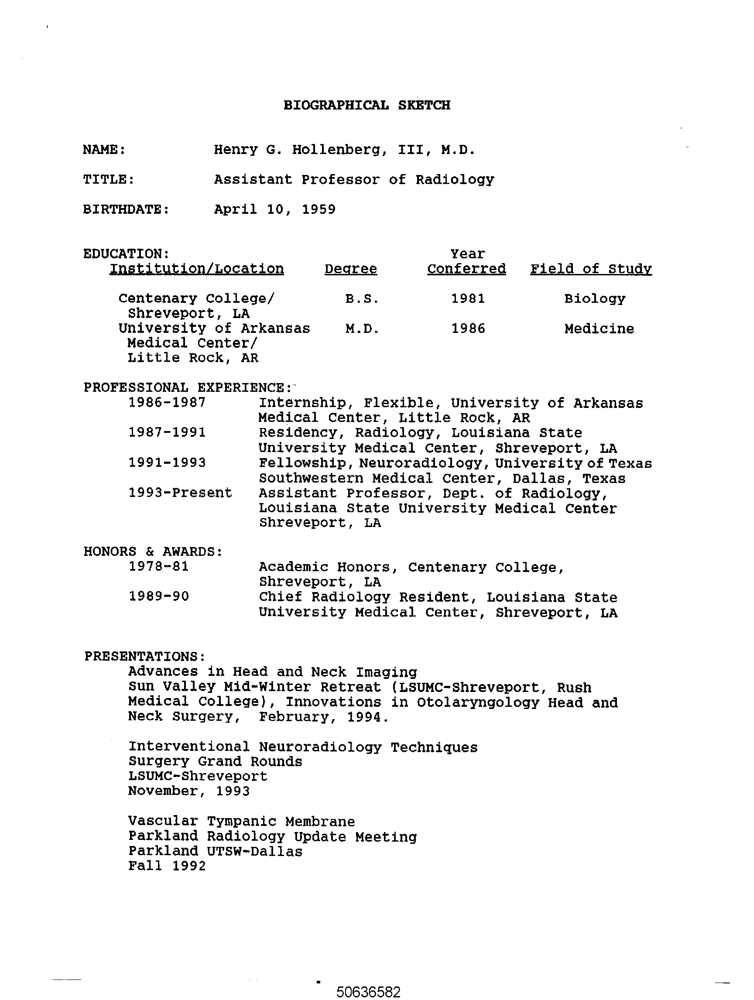 BIOGRAPHICAL SKETCH
NAME: Henry G. Hollenberg, III, M.D.
TITLE: Assistant Professor of Radiology
BIRTHDATE: April 10, 1959
EDUCATION: Year
Institution/Location Degree Conferred Field of Study
Centenary College/ B.S. 1981 Biology
Shreveport, LA
University of Arkansas M.D. 1986 Medicine
Medical Center/
Little Rock, AR
PROFESSIONAL EXPERIENCE:
1986-1987 Internship, Flexible, University of Arkansas
Medical Center, Little Rock, AR
1987-1991 Residency, Radiology, Louisiana State
University Medical Center, Shreveport, LA
1991-1993 Fellowship, Neuroradiology, University of Texas
Southwestern Medical Center, Dallas, Texas
1993-Present Assistant Professor, Dept. of Radiology,
Louisiana State University Medical Center
Shreveport, LA
HONORS & AWARDS:
1978-81 Academic Honors, Centenary College,
Shreveport, LA
1989-90 Chief Radiology Resident, Louisiana State
University Medical Center, Shreveport, LA
PRESENTATIONS:
Advances in Head and Neck Imaging
Sun Valley Mid-Winter Retreat (LSUMC-Shreveport, Rush
Medical College), Innovations in Otolaryngology Head and
Neck Surgery, February, 1994.
Interventional Neuroradiology Techniques
Surgery Grand Rounds
LSUMC-Shreveport
November, 1993
Vascular Tympanic Membrane
Parkland Radiology Update Meeting
Parkland UTSW-Dallas
Fall 1992
50636582